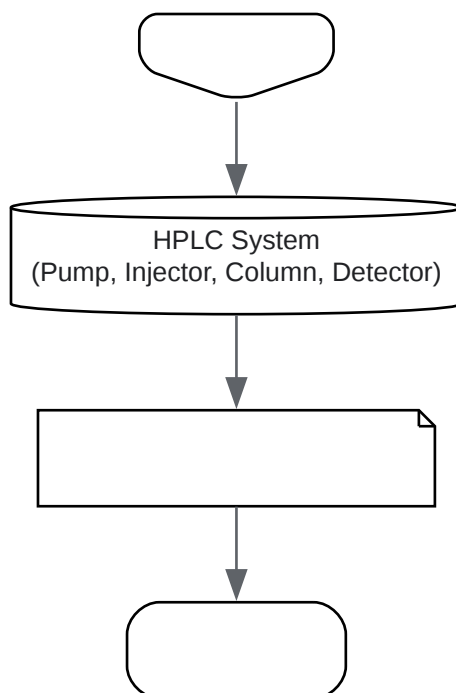 HPLC System
(Pump, Injector, Column, Detector)